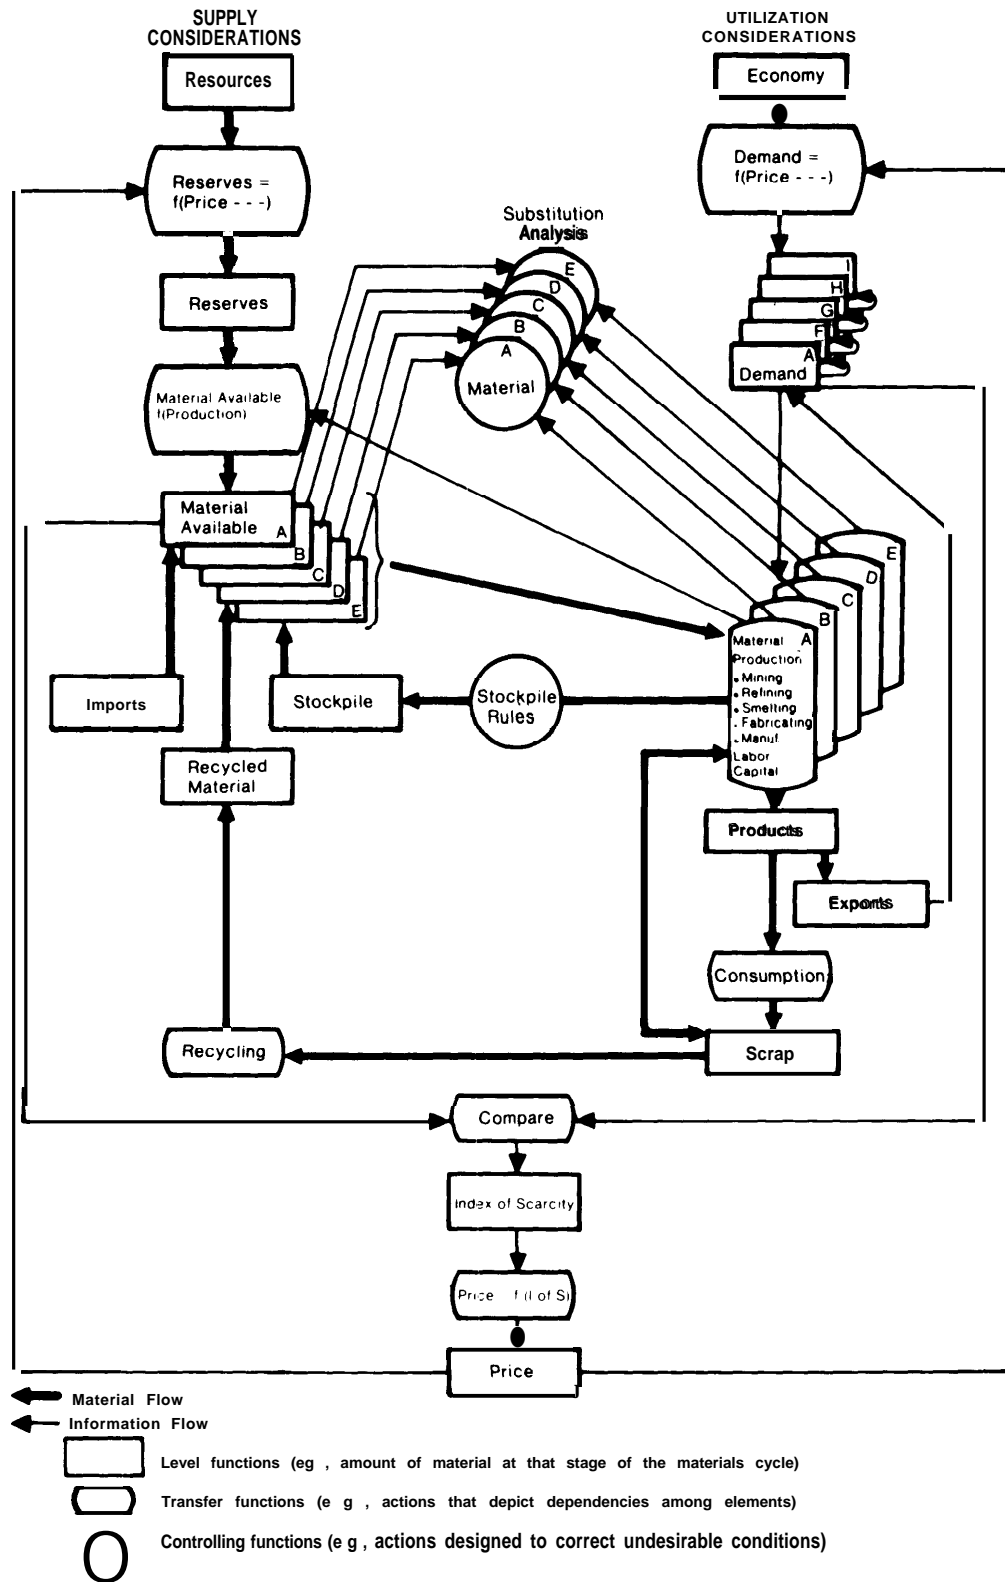 SUPPLY
CONSIDERATIONS
UTILIZATION
CONSIDERATIONS
Resources
Economy
Reserves =
f(Price - - -)
Demand =
f(Price - - -)
Substitution
Analysis
E
D
C
B
A
Material
Reserves
I
H
G
F
A
Demand
Material Available
f(Production)
Material
Available
A
B
C
D
E
E
D
C
B
A
Material
Production
• Mining
• Refining
• Smelting
• Fabricating
• Manuf.
Labor
Capital
Imports
Stockpile
Stockpile
Rules
Recycled
Material
Products
Exports
Consumption
Recycling
Scrap
Compare
Index of Scarcity
Price f (I of S)
Price
Material Flow
Information Flow
Level functions (eg , amount of material at that stage of the materials cycle)
Transfer functions (e g , actions that depict dependencies among elements)
Controlling functions (e g , actions designed to correct undesirable conditions)